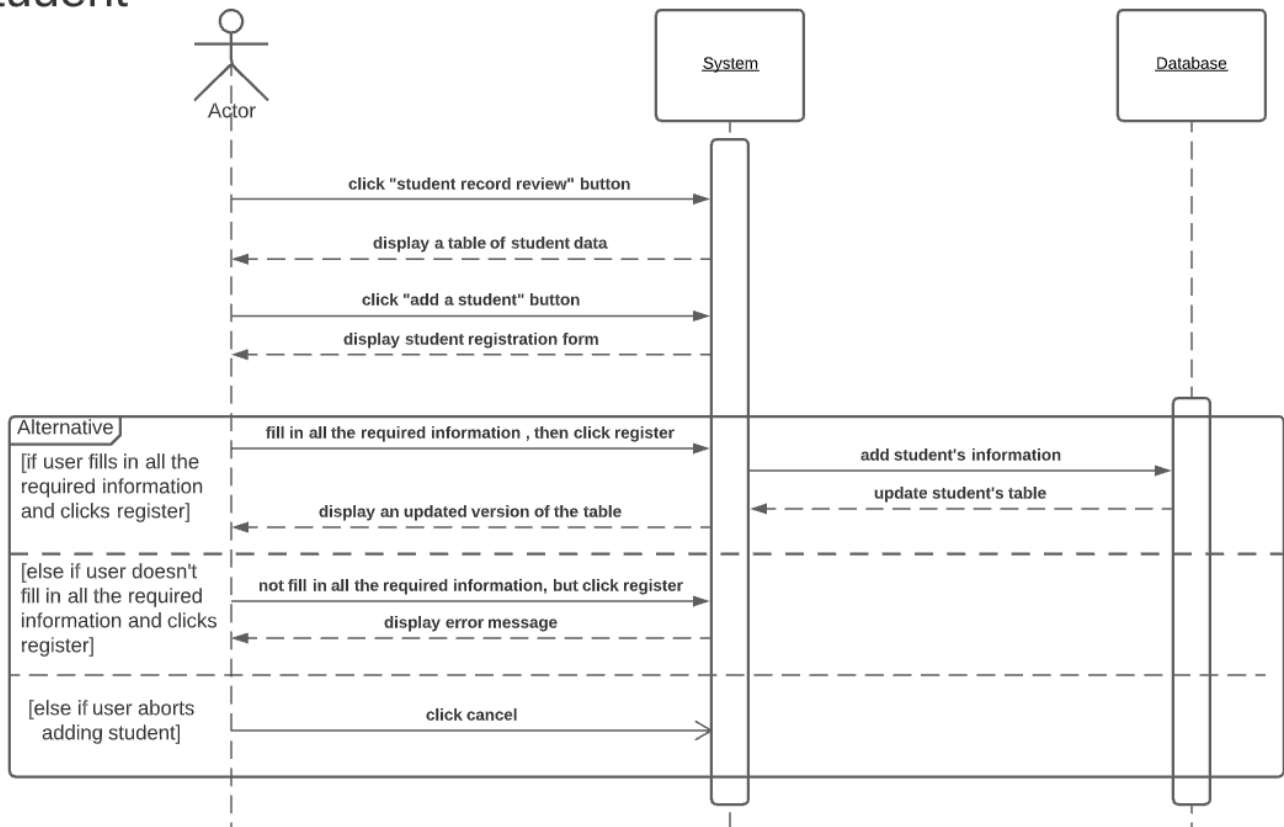 System
Database
Actor
click "student record review" button
display a table of student data
click "add a student" button
display student registration form
Alternative
[if user fills in all the
required information
and clicks register]
fill in all the required information , then click register
add student's information
update student's table
display an updated version of the table
[else if user doesn't
fill in all the required
information and clicks
register]
not fill in all the required information, but click register
display error message
[else if user aborts
adding student]
click cancel